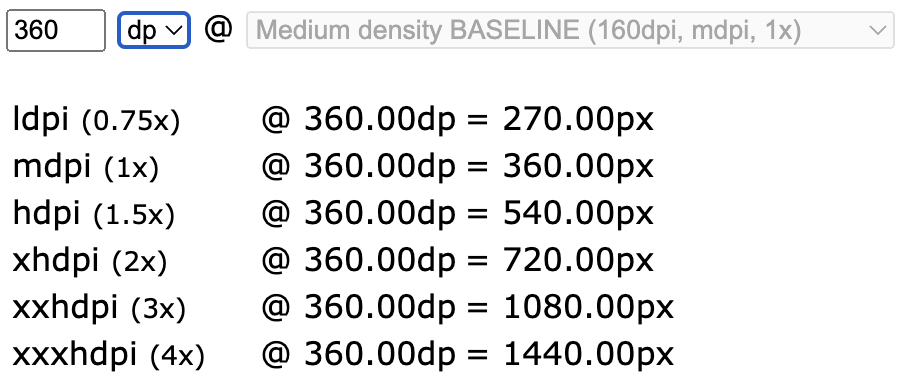 360 dp @ Medium density BASELINE (160dpi, mdpi, 1x)
ldpi (0.75x) @ 360.00dp = 270.00px
mdpi (1x) @ 360.00dp = 360.00px
hdpi (1.5x) @ 360.00dp = 540.00px
xhdpi (2x) @ 360.00dp = 720.00px
xxhdpi (3x) @ 360.00dp = 1080.00px
xxxhdpi (4x) @ 360.00dp = 1440.00px